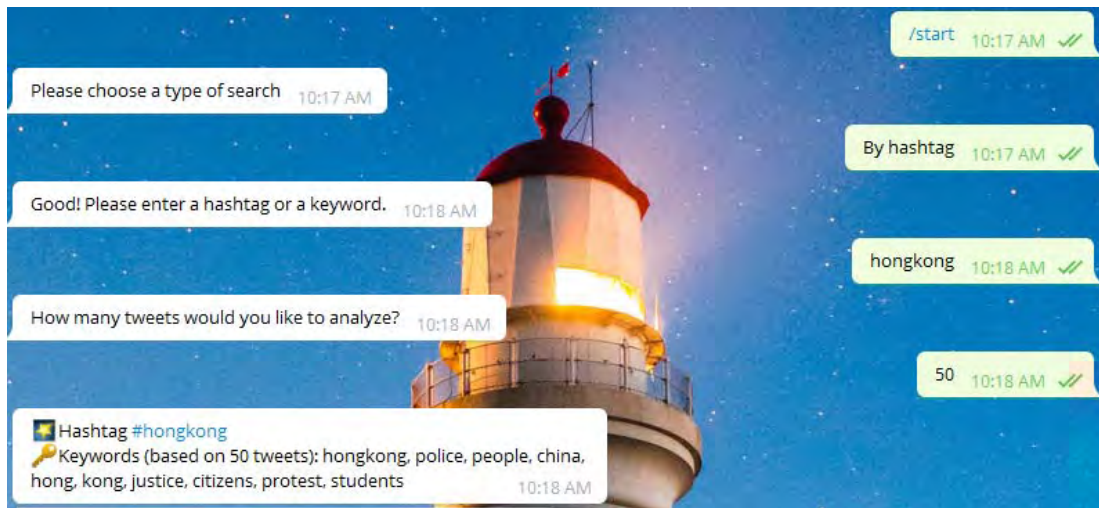 /start 10:17 AM
Please choose a type of search 10:17 AM
By hashtag 10:17 AM
Good! Please enter a hashtag or a keyword. 10:18 AM
hongkong 10:18 AM
How many tweets would you like to analyze? 10:18 AM
50 10:18 AM
Hashtag #hongkong
Keywords (based on 50 tweets): hongkong, police, people, china,
hong, kong, justice, citizens, protest, students 10:18 AM